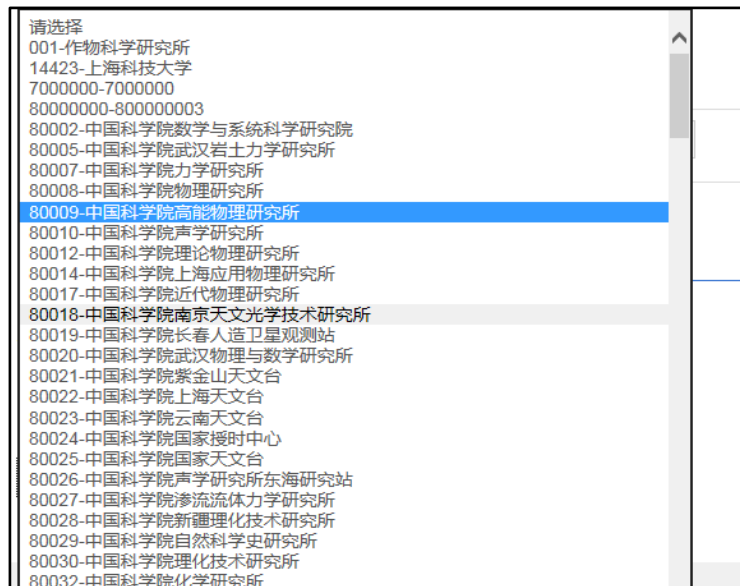 请选择
001-作物科学研究所
14423-上海科技大学
7000000-7000000
80000000-800000003
80002-中国科学院数学与系统科学研究院
80005-中国科学院武汉岩土力学研究所
80007-中国科学院力学研究所
80008-中国科学院物理研究所
80009-中国科学院高能物理研究所
80010-中国科学院声学研究所
80012-中国科学院理论物理研究所
80014-中国科学院上海应用物理研究所
80017-中国科学院近代物理研究所
80018-中国科学院南京天文光学技术研究所
80019-中国科学院长春人造卫星观测站
80020-中国科学院武汉物理与数学研究所
80021-中国科学院紫金山天文台
80022-中国科学院上海天文台
80023-中国科学院云南天文台
80024-中国科学院国家授时中心
80025-中国科学院国家天文台
80026-中国科学院声学研究所东海研究站
80027-中国科学院渗流流体力学研究所
80028-中国科学院新疆理化技术研究所
80029-中国科学院自然科学史研究所
80030-中国科学院理化技术研究所
80032-中国科学院化学研究所